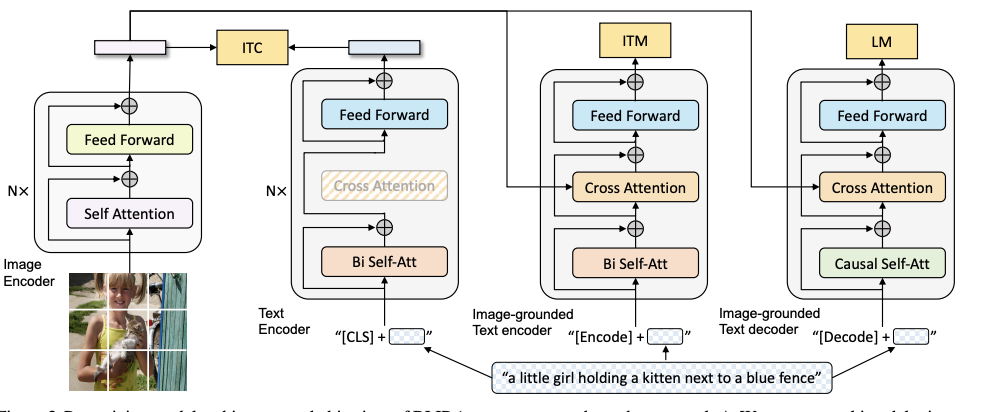 ITC
ITM
LM
Feed Forward
Self Attention
N×
Image
Encoder
Feed Forward
Cross Attention
Bi Self-Att
N×
Text
Encoder
"[CLS] + "
Feed Forward
Cross Attention
Bi Self-Att
Image-grounded
Text encoder
"[Encode] + "
Feed Forward
Cross Attention
Causal Self-Att
Image-grounded
Text decoder
"[Decode] + "
"a little girl holding a kitten next to a blue fence"